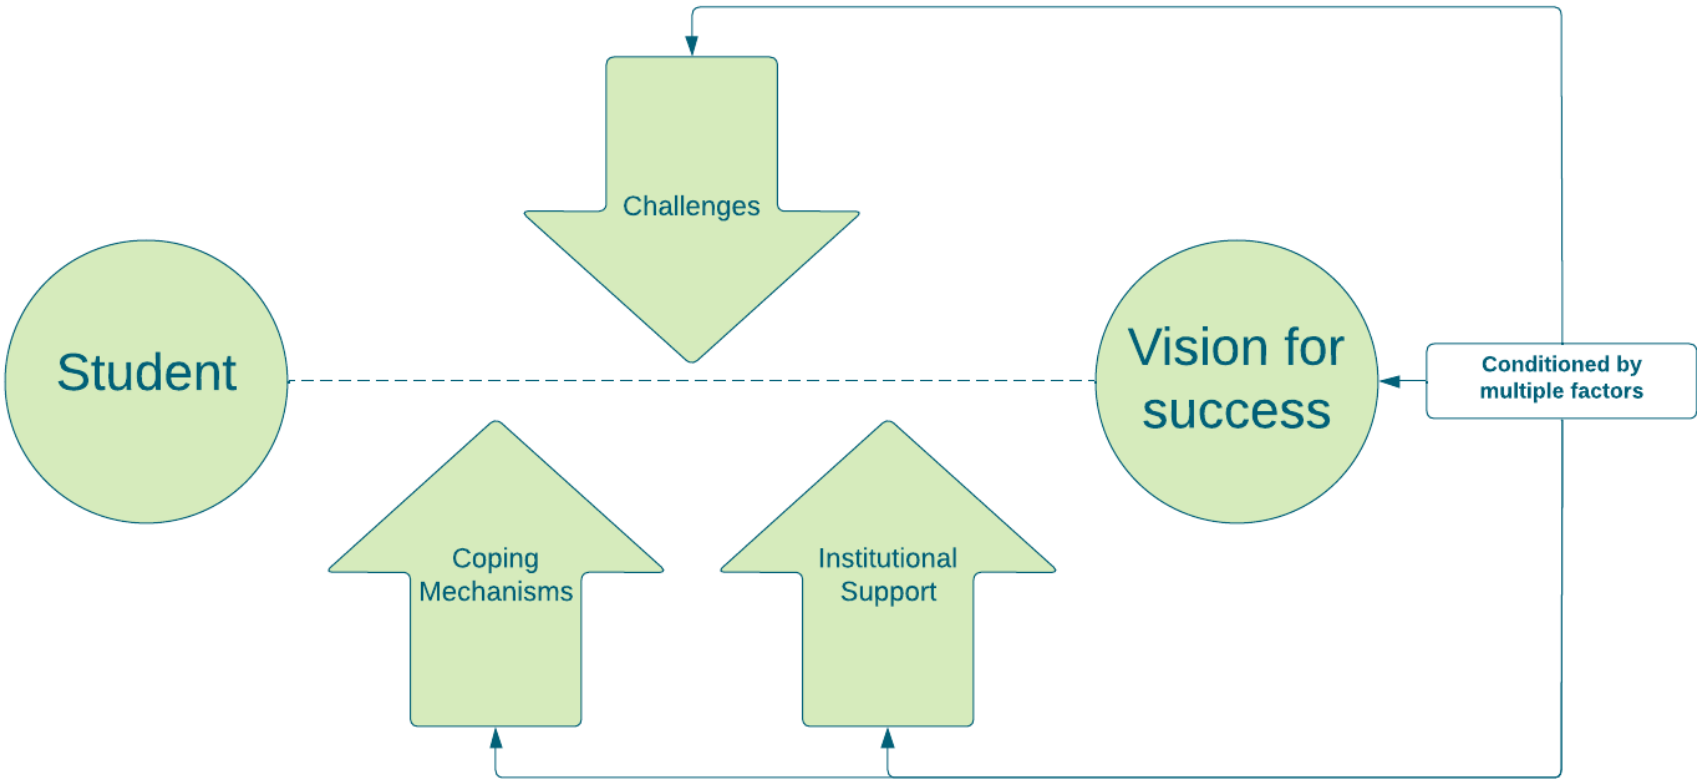 Challenges
Student
Vision for
success
Conditioned by
multiple factors
Coping
Mechanisms
Institutional
Support